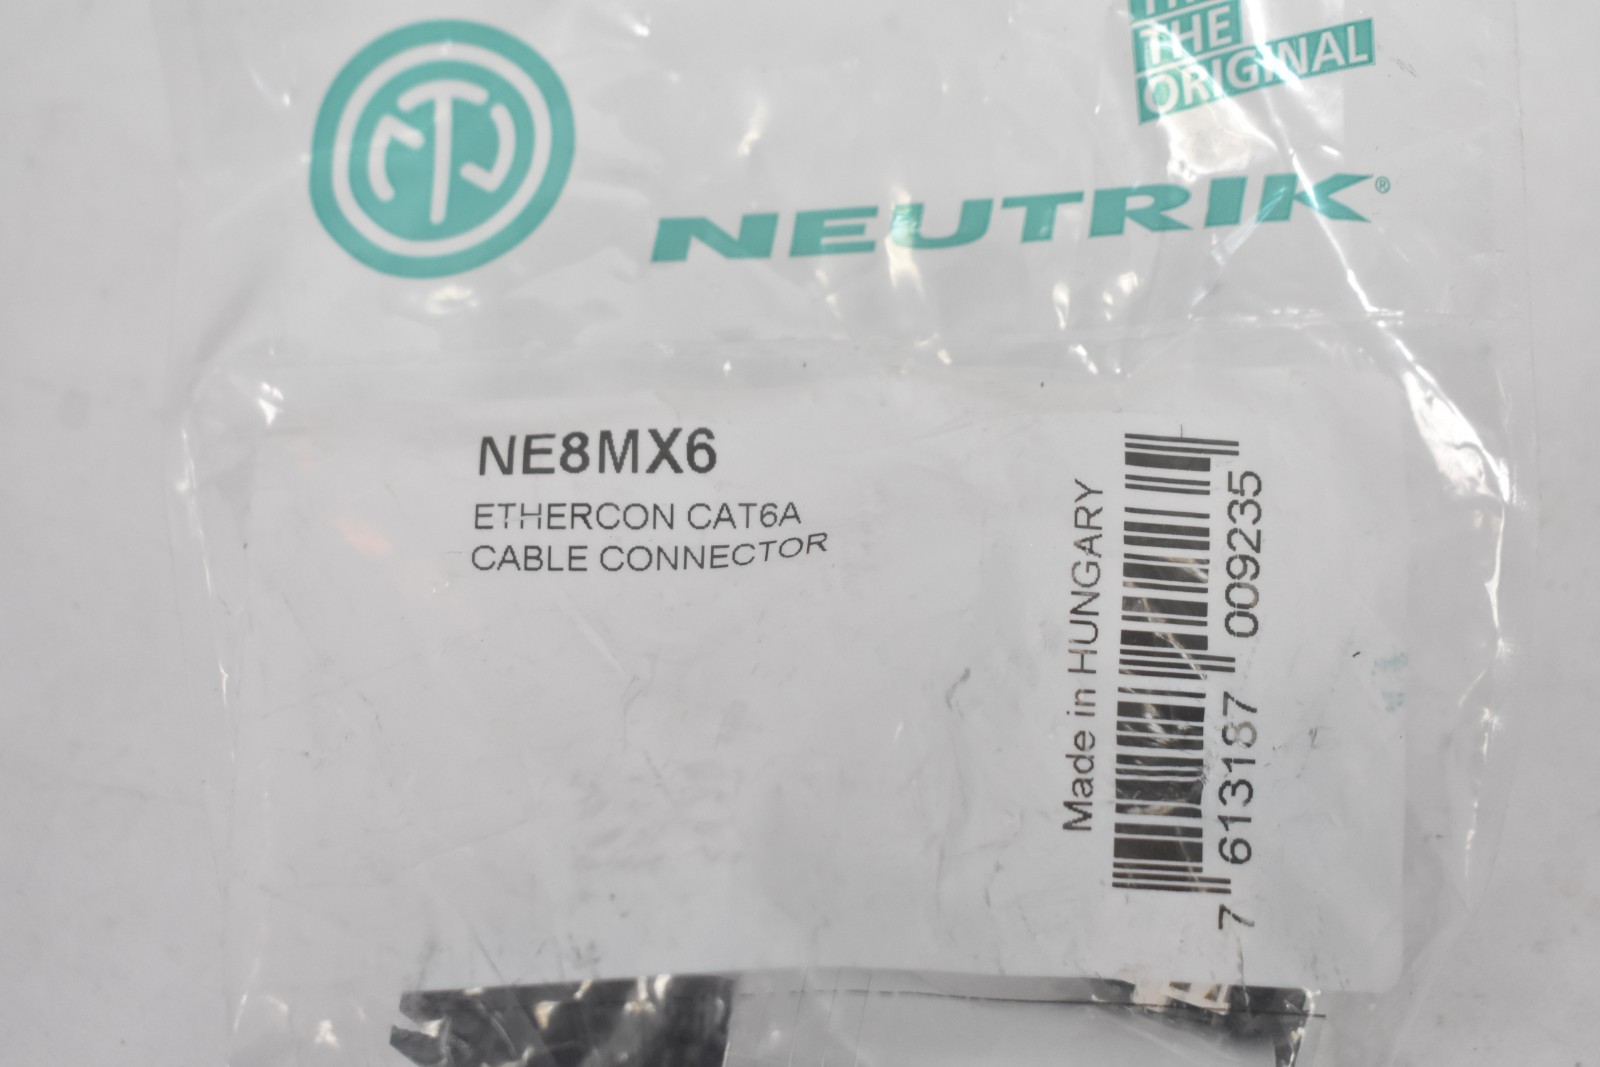 THE
ORIGINAL
NEUTRIK®
NE8MX6
ETHERCON CAT6A
CABLE CONNECTOR
Made in HUNGARY
7 613187 009235